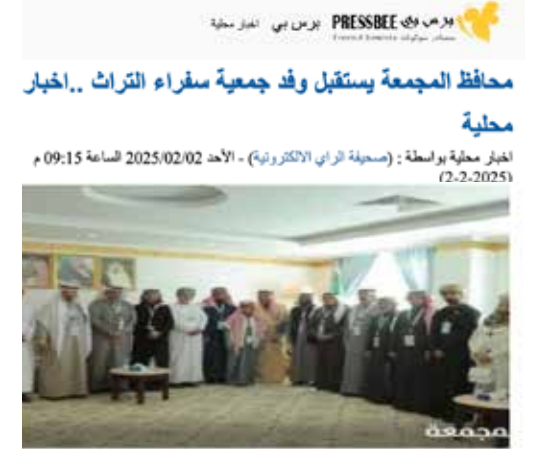 برس بي PRESSBEE برس بي اخبار محلية
محافظ المجمعة يستقبل وفد جمعية سفراء التراث ..اخبار
محلية
اخبار محلية بواسطة : (صحيفة الراي الالكترونية) - الأحد 2025/02/02 الساعة 09:15 م
(2-2-2025)
مجمعة